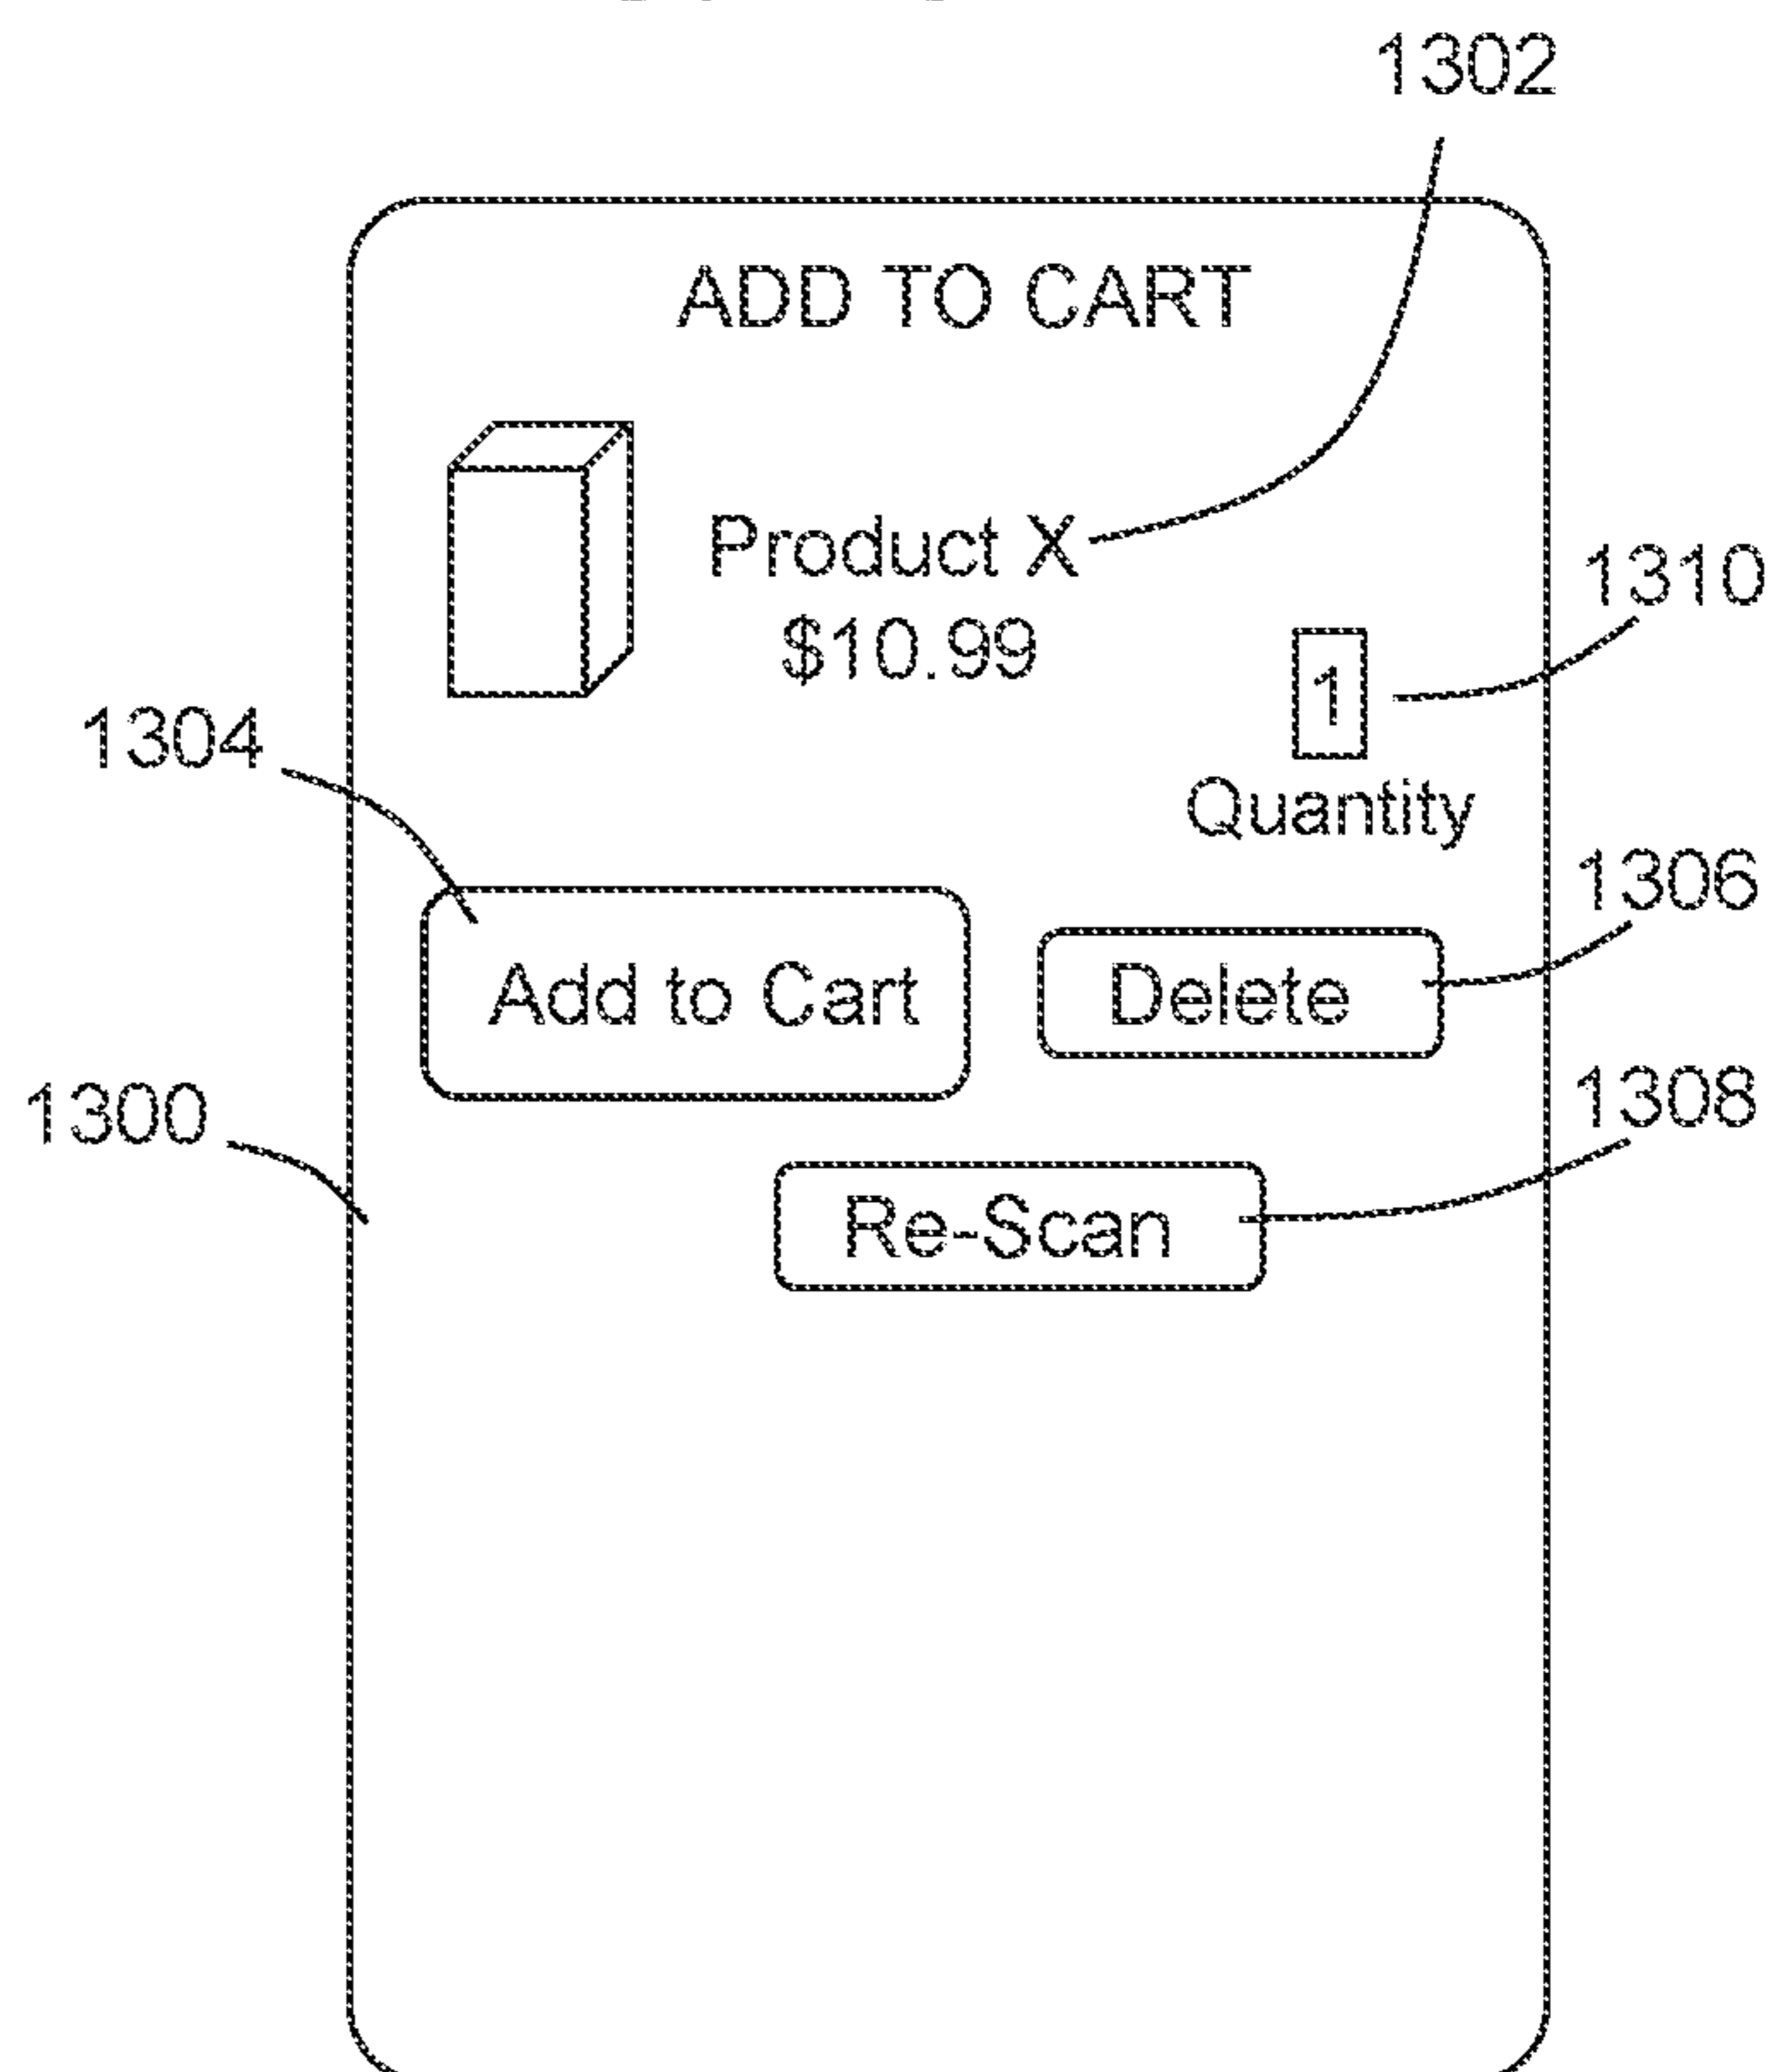 1302
ADD TO CART
Product X
$10.99
1310
1
Quantity
1304
Add to Cart
Delete
1306
1300
Re-Scan
1308